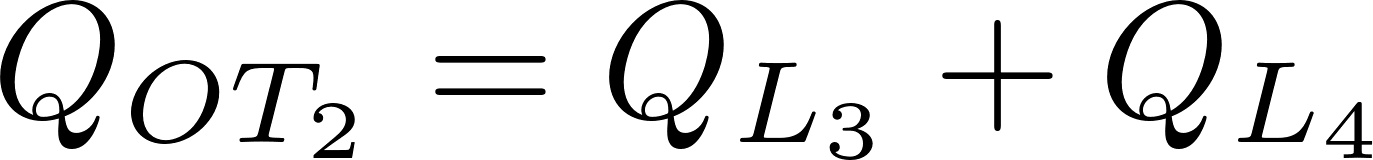 Q_{OT_2} = Q_{L_3} + Q_{L_4}